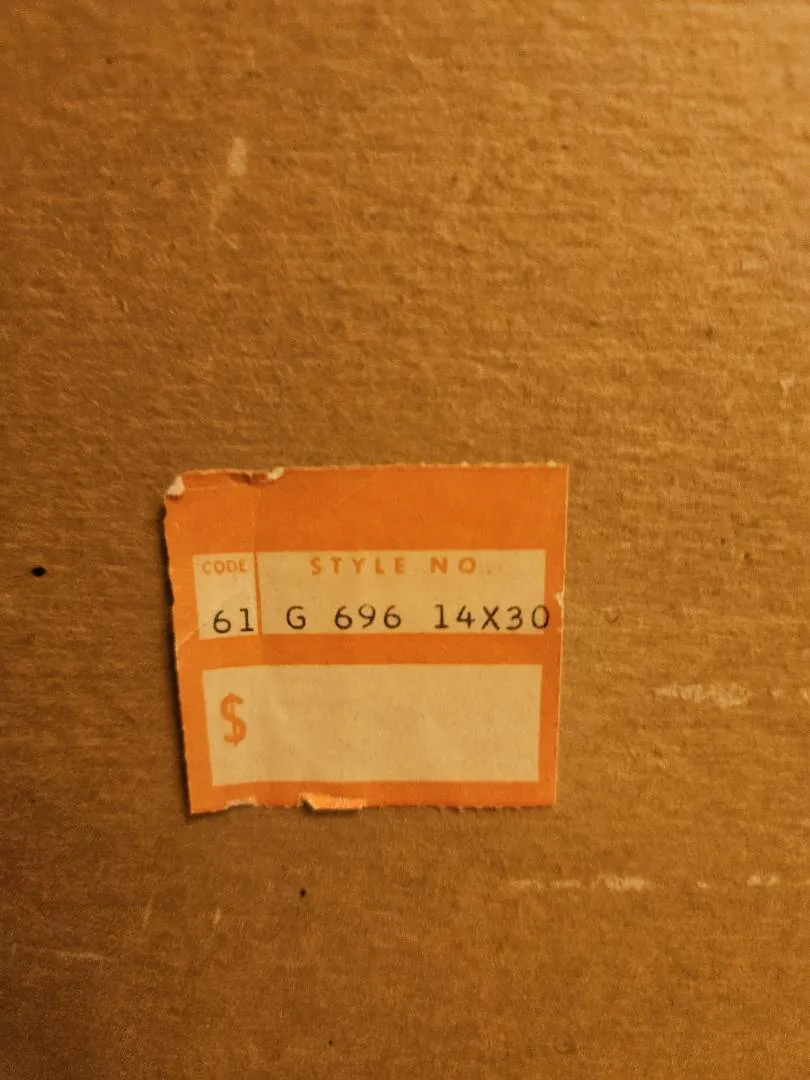 CODE STYLE NO.
61 G 696 14X30
$